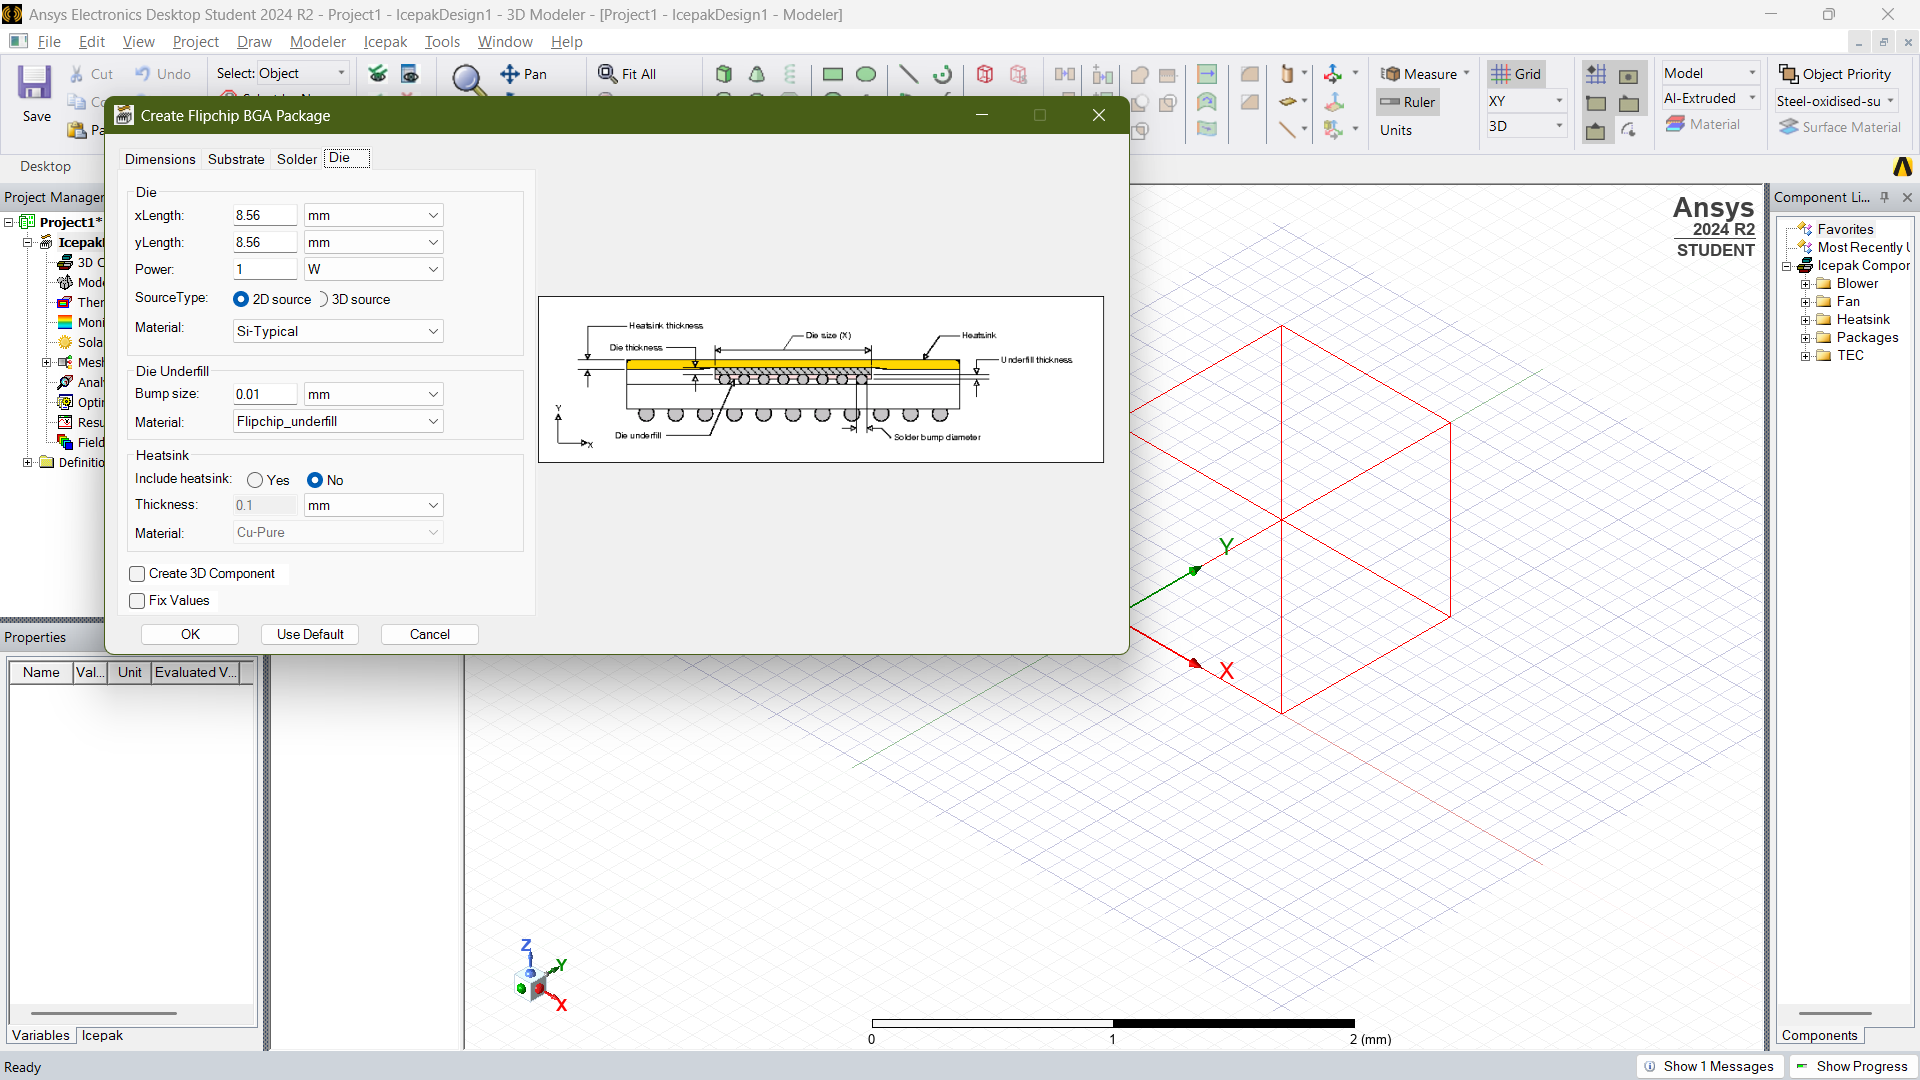 Ansys Electronics Desktop Student 2024 R2 - Project1 - IcepakDesign1 - 3D Modeler - [Project1 - IcepakDesign1 - Modeler]
File Edit View Project Draw Modeler Icepak Tools Window Help
Cut Undo Select: Object Pan Fit All Measure Grid Model Object Priority
Save Ruler XY Al-Extruded Steel-oxidised-su
Units 3D Material Surface Material
Desktop
Create Flipchip BGA Package
Dimensions Substrate Solder Die
Die
xLength: 8.56 mm
yLength: 8.56 mm
Power: 1 W
SourceType: 2D source 3D source
Material: Si-Typical
Die Underfill
Bump size: 0.01 mm
Material: Flipchip_underfill
Heatsink
Include heatsink: Yes No
Thickness: 0.1 mm
Material: Cu-Pure
Create 3D Component
Fix Values
OK Use Default Cancel
Heatsink thickness
Die thickness
Die size (X)
Heatsink
Underfill thickness
Y
X
Die underfill
Solder bump diameter
Project Manager
Project1*
Icepak
3D C
Mode
Ther
Moni
Sola
Mesh
Anal
Optin
Resu
Field
Definitio
Properties
Name Val... Unit Evaluated V...
Variables Icepak
Ansys
2024 R2
STUDENT
Y
X
Z
Y
X
0 1 2 (mm)
Component Li...
Favorites
Most Recently U
Icepak Compor
Blower
Fan
Heatsink
Packages
TEC
Components
Ready
Show 1 Messages Show Progress